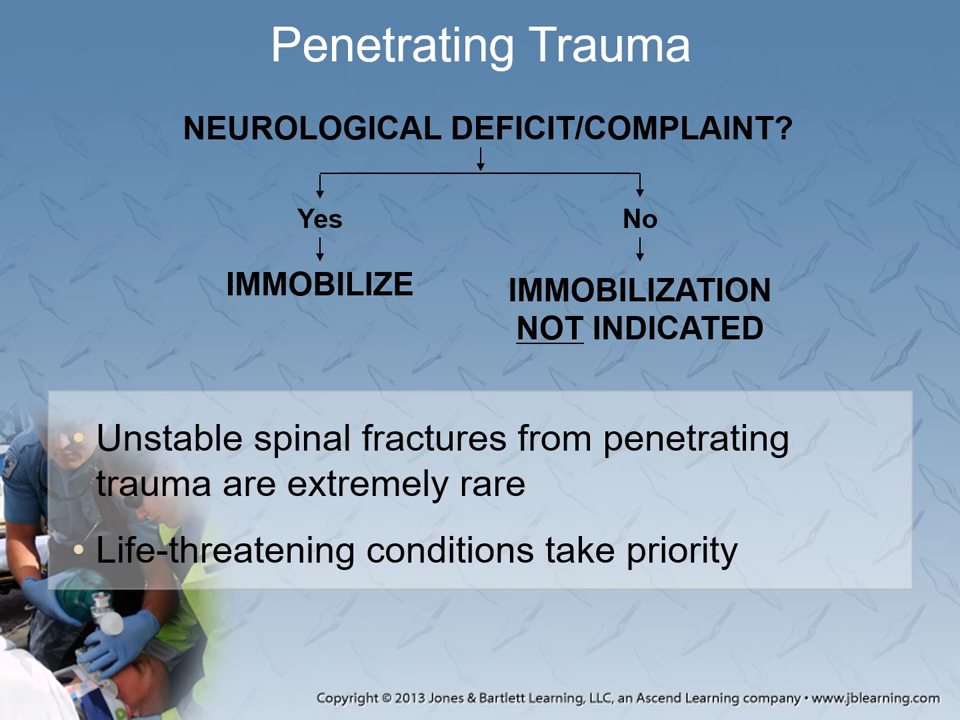 Penetrating Trauma
NEUROLOGICAL DEFICIT/COMPLAINT?
Yes
No
IMMOBILIZE
IMMOBILIZATION
NOT INDICATED
• Unstable spinal fractures from penetrating
trauma are extremely rare
• Life-threatening conditions take priority
Copyright © 2013 Jones & Bartlett Learning, LLC, an Ascend Learning company • www.jblearning.com